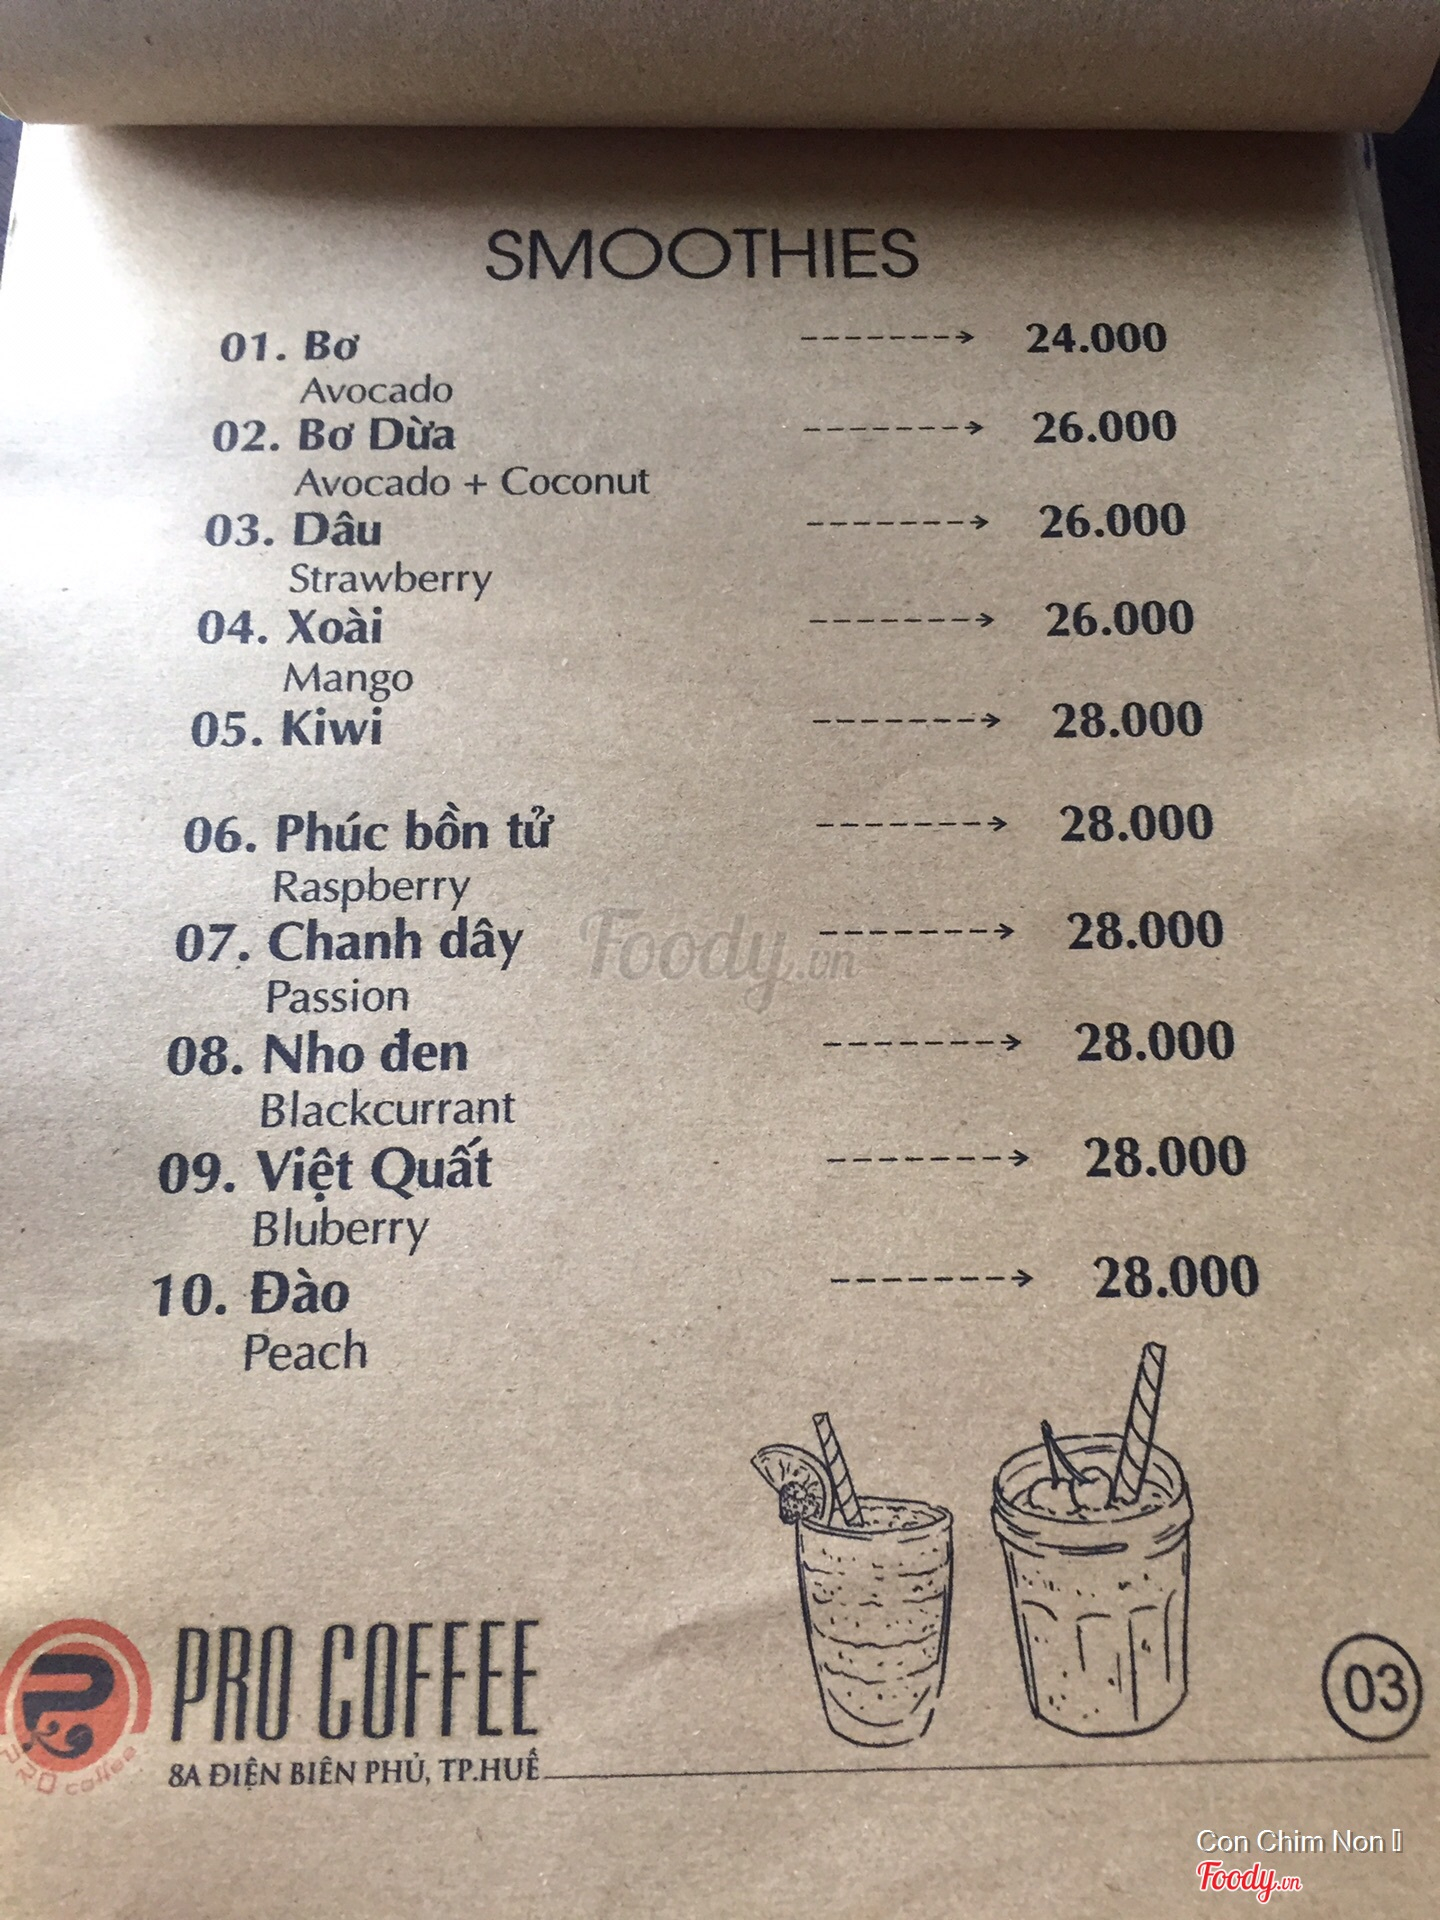 SMOOTHIES
01. Bơ -------> 24.000
Avocado
02. Bơ Dừa -------> 26.000
Avocado + Coconut
03. Dâu -------> 26.000
Strawberry
04. Xoài -------> 26.000
Mango
05. Kiwi -------> 28.000
06. Phúc bồn tử -------> 28.000
Raspberry
Foody.vn
07. Chanh dây -------> 28.000
Passion
08. Nho đen -------> 28.000
Blackcurrant
09. Việt Quất -------> 28.000
Bluberry
10. Đào -------> 28.000
Peach
PRO COFFEE
PRO coffee
8A ĐIỆN BIÊN PHỦ, TP.HUẾ
03
Con Chim Non
Foody.vn